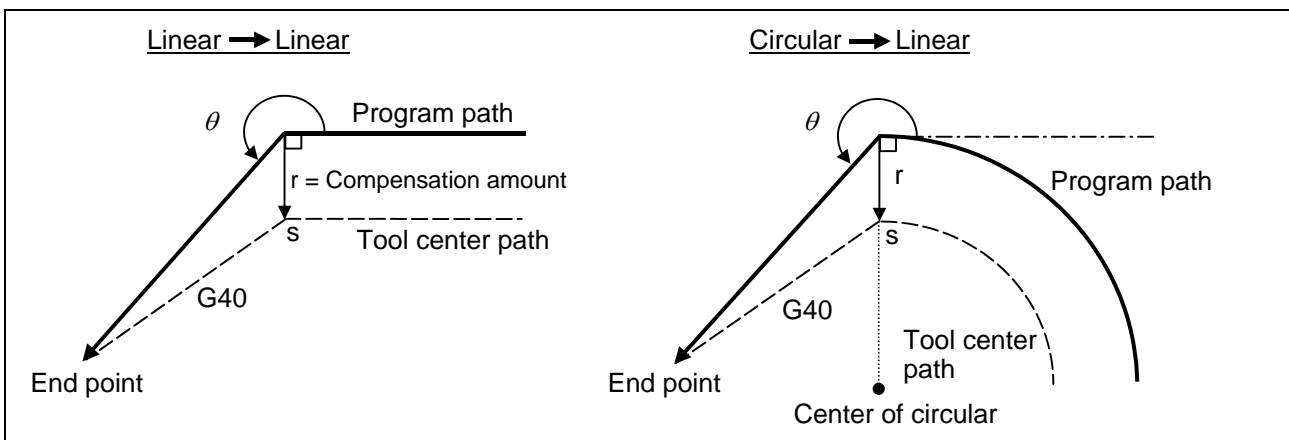 Linear → Linear
θ
Program path
r = Compensation amount
s
Tool center path
G40
End point
Circular → Linear
θ
Program path
r
s
G40
Tool center
path
End point
Center of circular